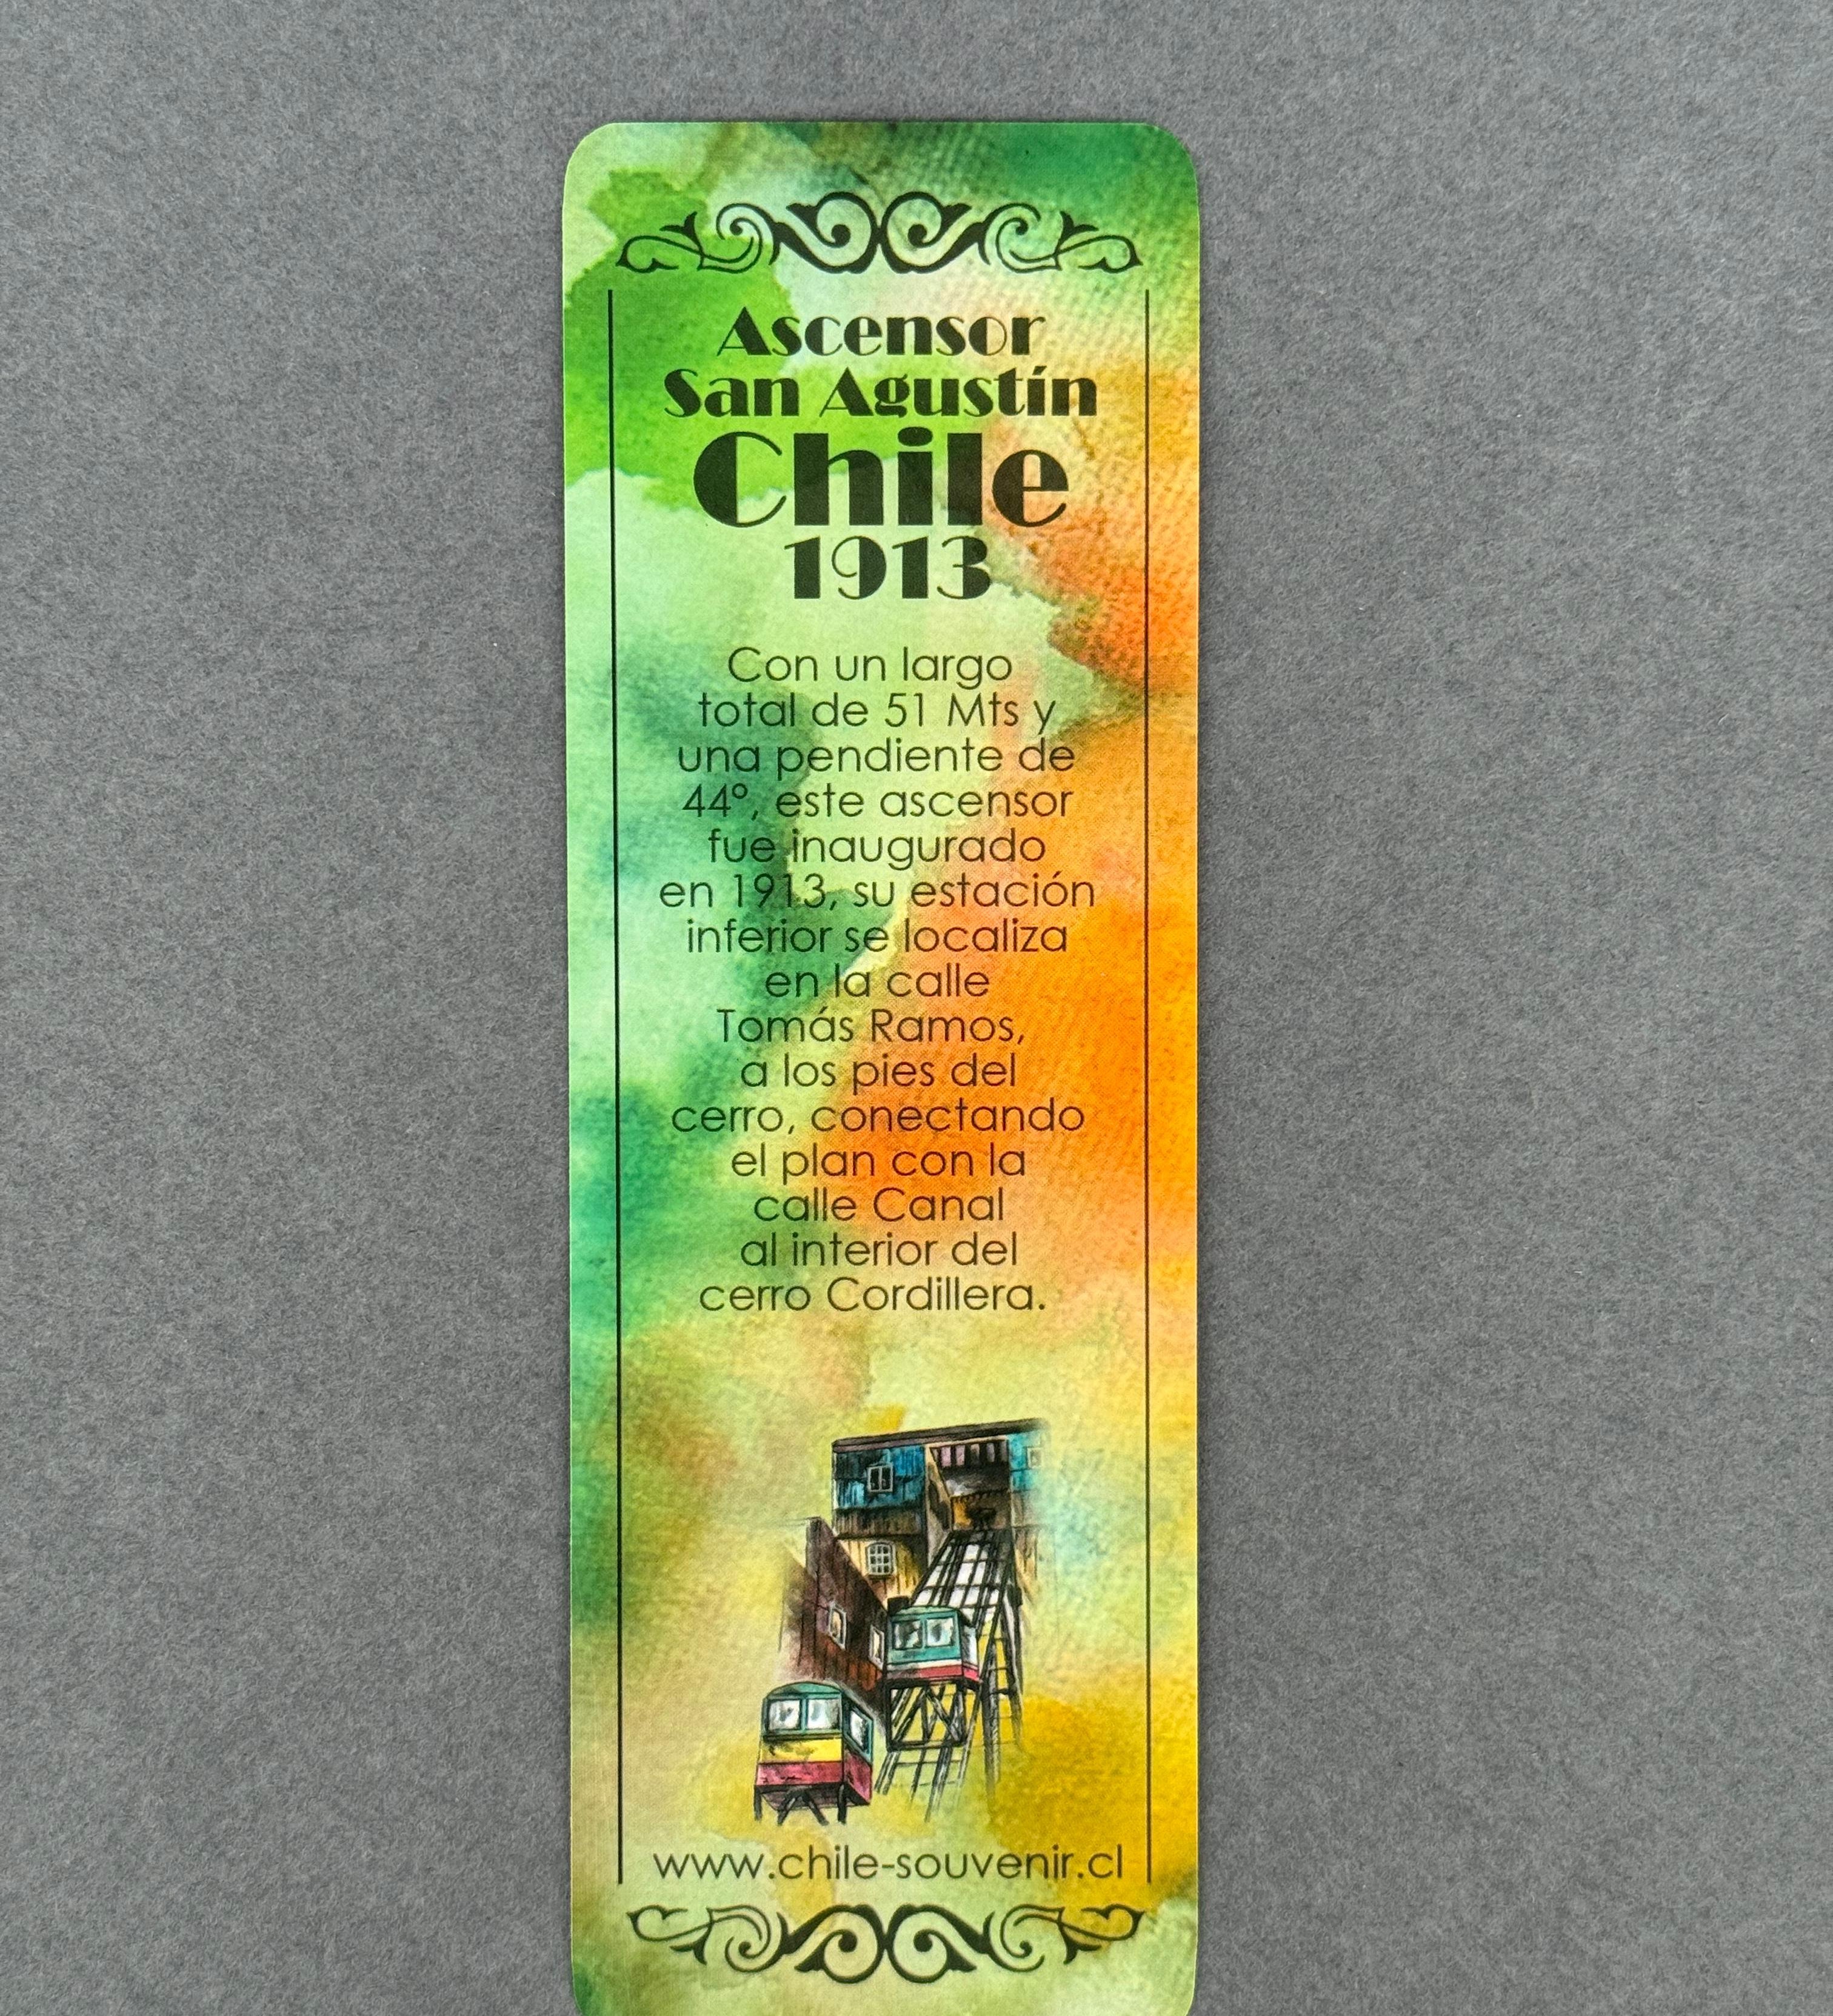 Ascensor
San Agustín
Chile
1913
Con un largo
total de 51 Mts y
una pendiente de
44º, este ascensor
fue inaugurado
en 1913, su estación
inferior se localiza
en la calle
Tomás Ramos,
a los pies del
cerro, conectando
el plan con la
calle Canal
al interior del
cerro Cordillera.
www.chile-souvenir.cl